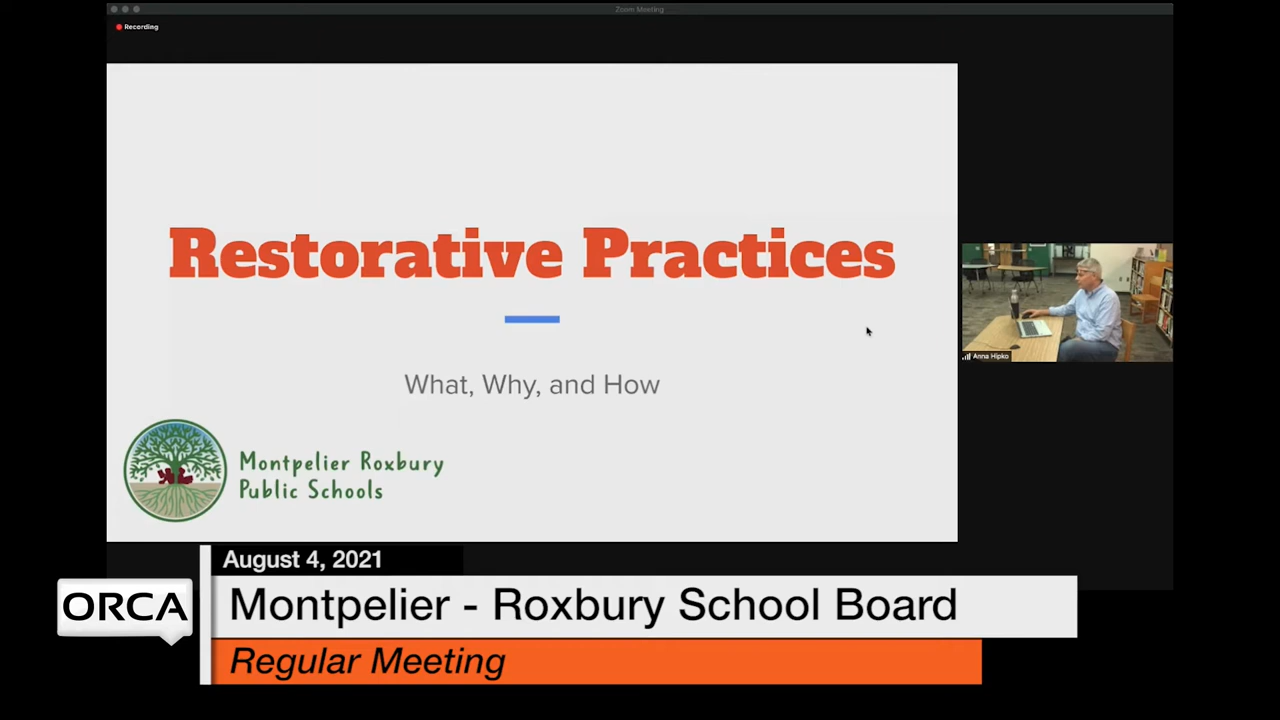 Zoom Meeting
Recording
Restorative Practices
What, Why, and How
Montpelier Roxbury
Public Schools
Anna Hipko
August 4, 2021
ORCA
Montpelier - Roxbury School Board
Regular Meeting